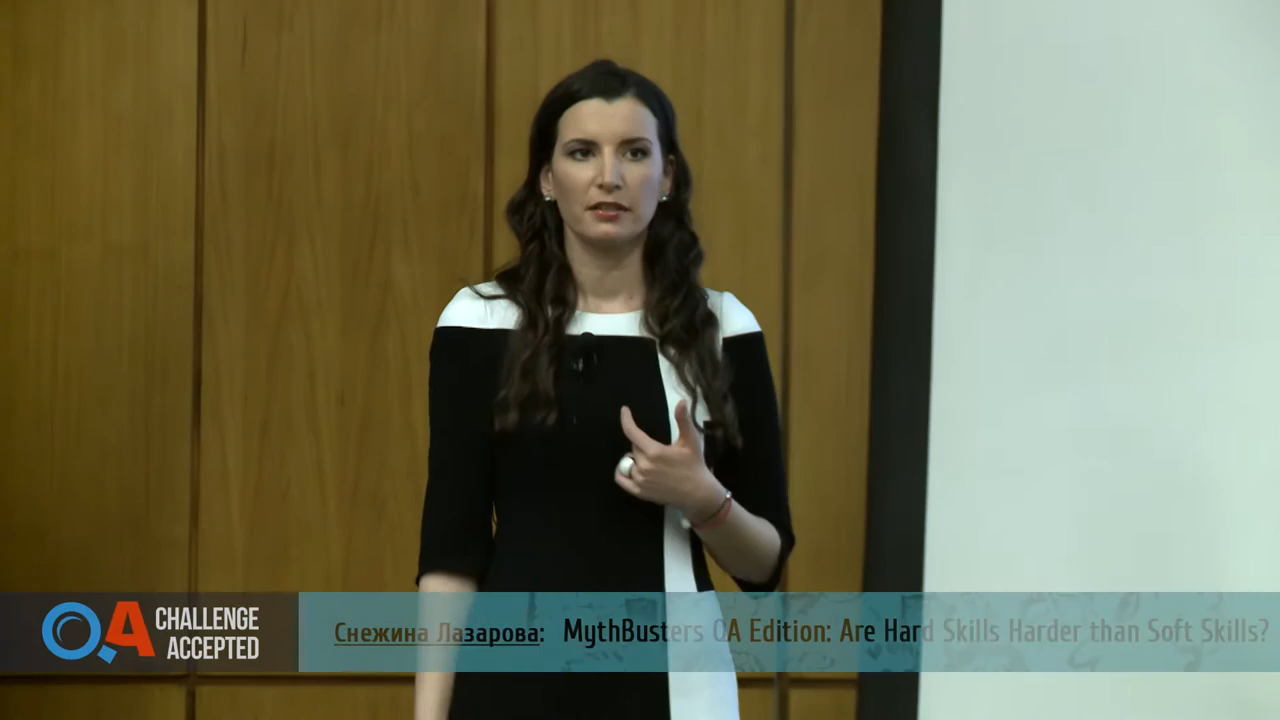 QA CHALLENGE
ACCEPTED
Снежина Лазарова: MythBusters QA Edition: Are Hard Skills Harder than Soft Skills?